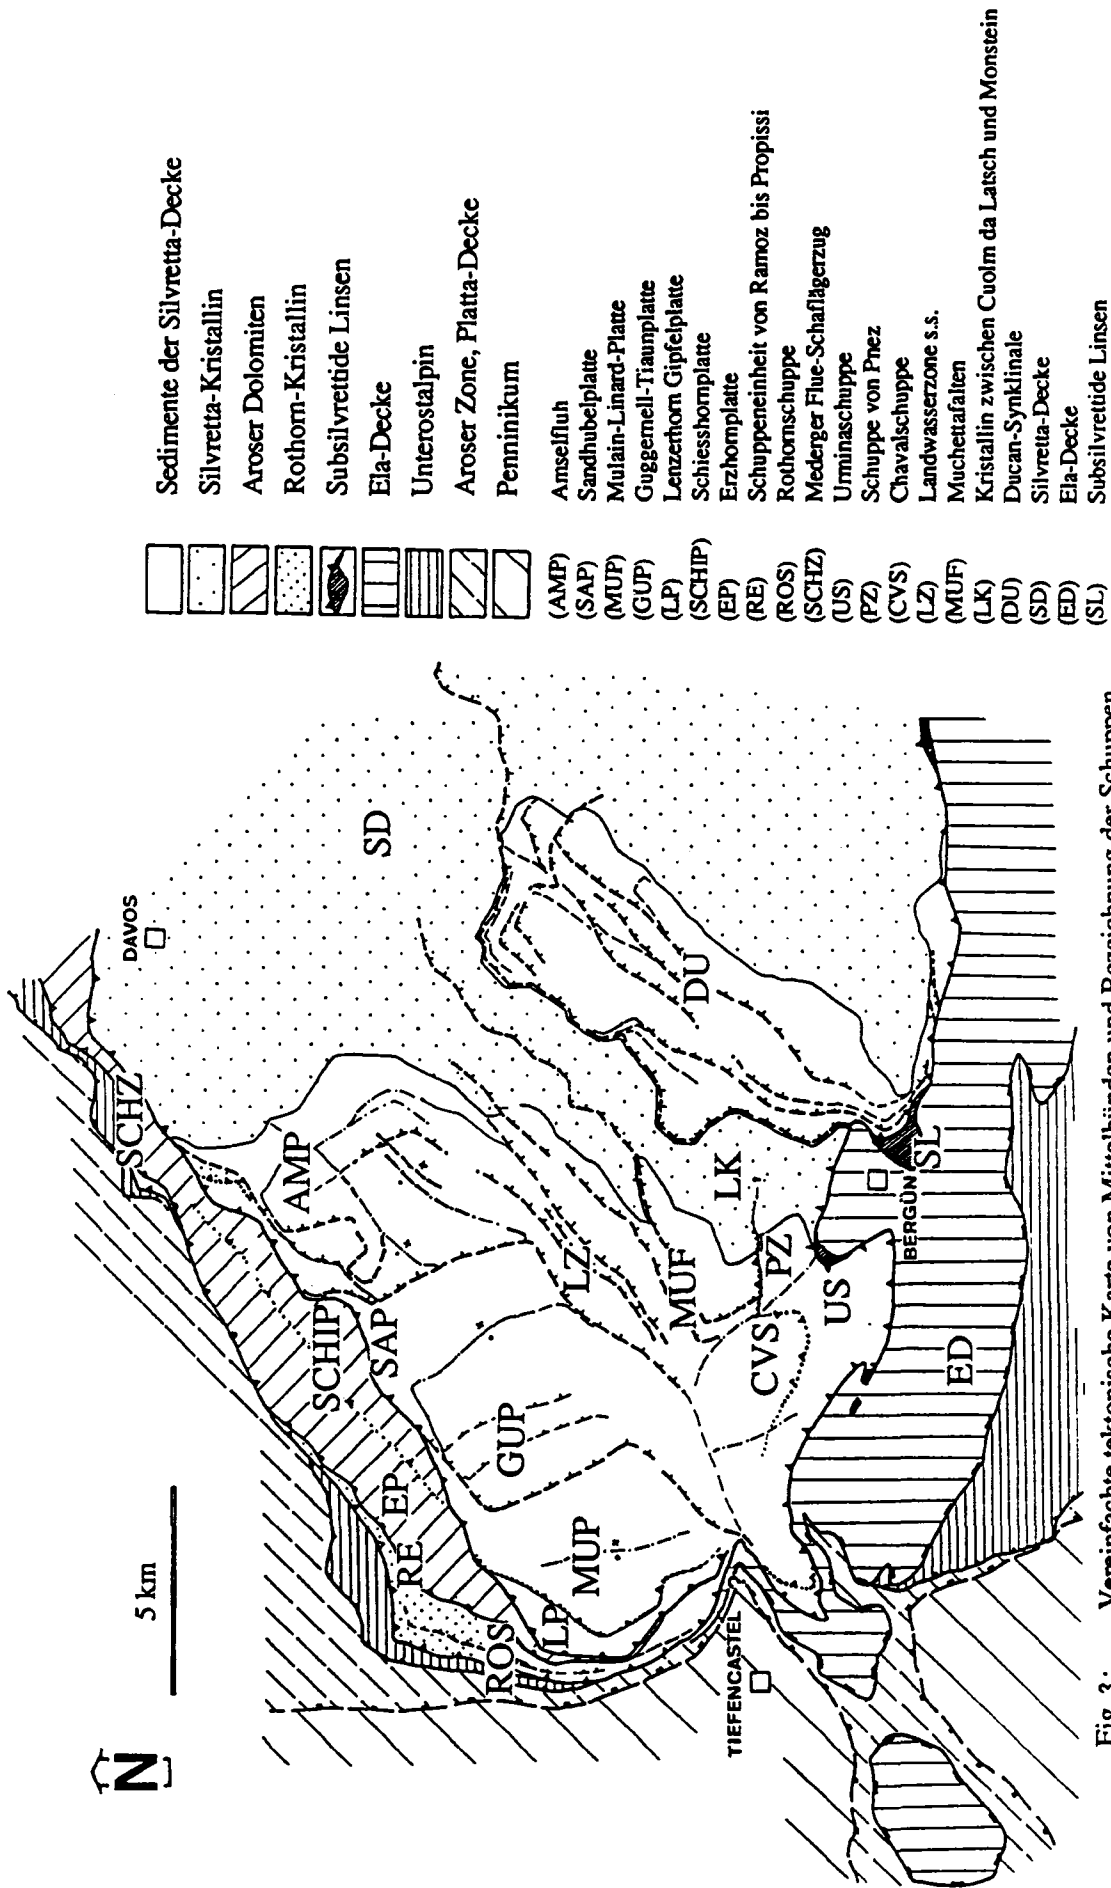 N
5 km
DAVOS
TIEFENCASTEL
BERGÜN
SCHZ
AMP
SD
SCHIP
SAP
EP
RE
ROS
LP
GUP
MUP
LZ
MUF
LK
DU
PZ
CVS
US
SL
ED
Sedimente der Silvretta-Decke
Silvretta-Kristallin
Aroser Dolomiten
Rothorn-Kristallin
Subsilvrettide Linsen
Ela-Decke
Unterostalpin
Aroser Zone, Platta-Decke
Penninikum
(AMP) Amselfluh
(SAP) Sandhubelplatte
(MUP) Mulain-Linard-Platte
(GUP) Guggernell-Tiaunplatte
(LP) Lenzerhorn Gipfelplatte
(SCHIP) Schiesshornplatte
(EP) Erzhornplatte
(RE) Schuppeneinheit von Ramoz bis Propissi
(ROS) Rothornschuppe
(SCHZ) Mederger Flue-Schaflägerzug
(US) Urminaschuppe
(PZ) Schuppe von Pnez
(CVS) Chavalschuppe
(LZ) Landwasserzone s.s.
(MUF) Muchettafalten
(LK) Kristallin zwischen Cuolm da Latsch und Monstein
(DU) Ducan-Synklinale
(SD) Silvretta-Decke
(ED) Ela-Decke
(SL) Subsilvrettide Linsen
Fig. 3: Vereinfachte tektonische Karte von Mittelbünden und Bezeichnung der Schuppen